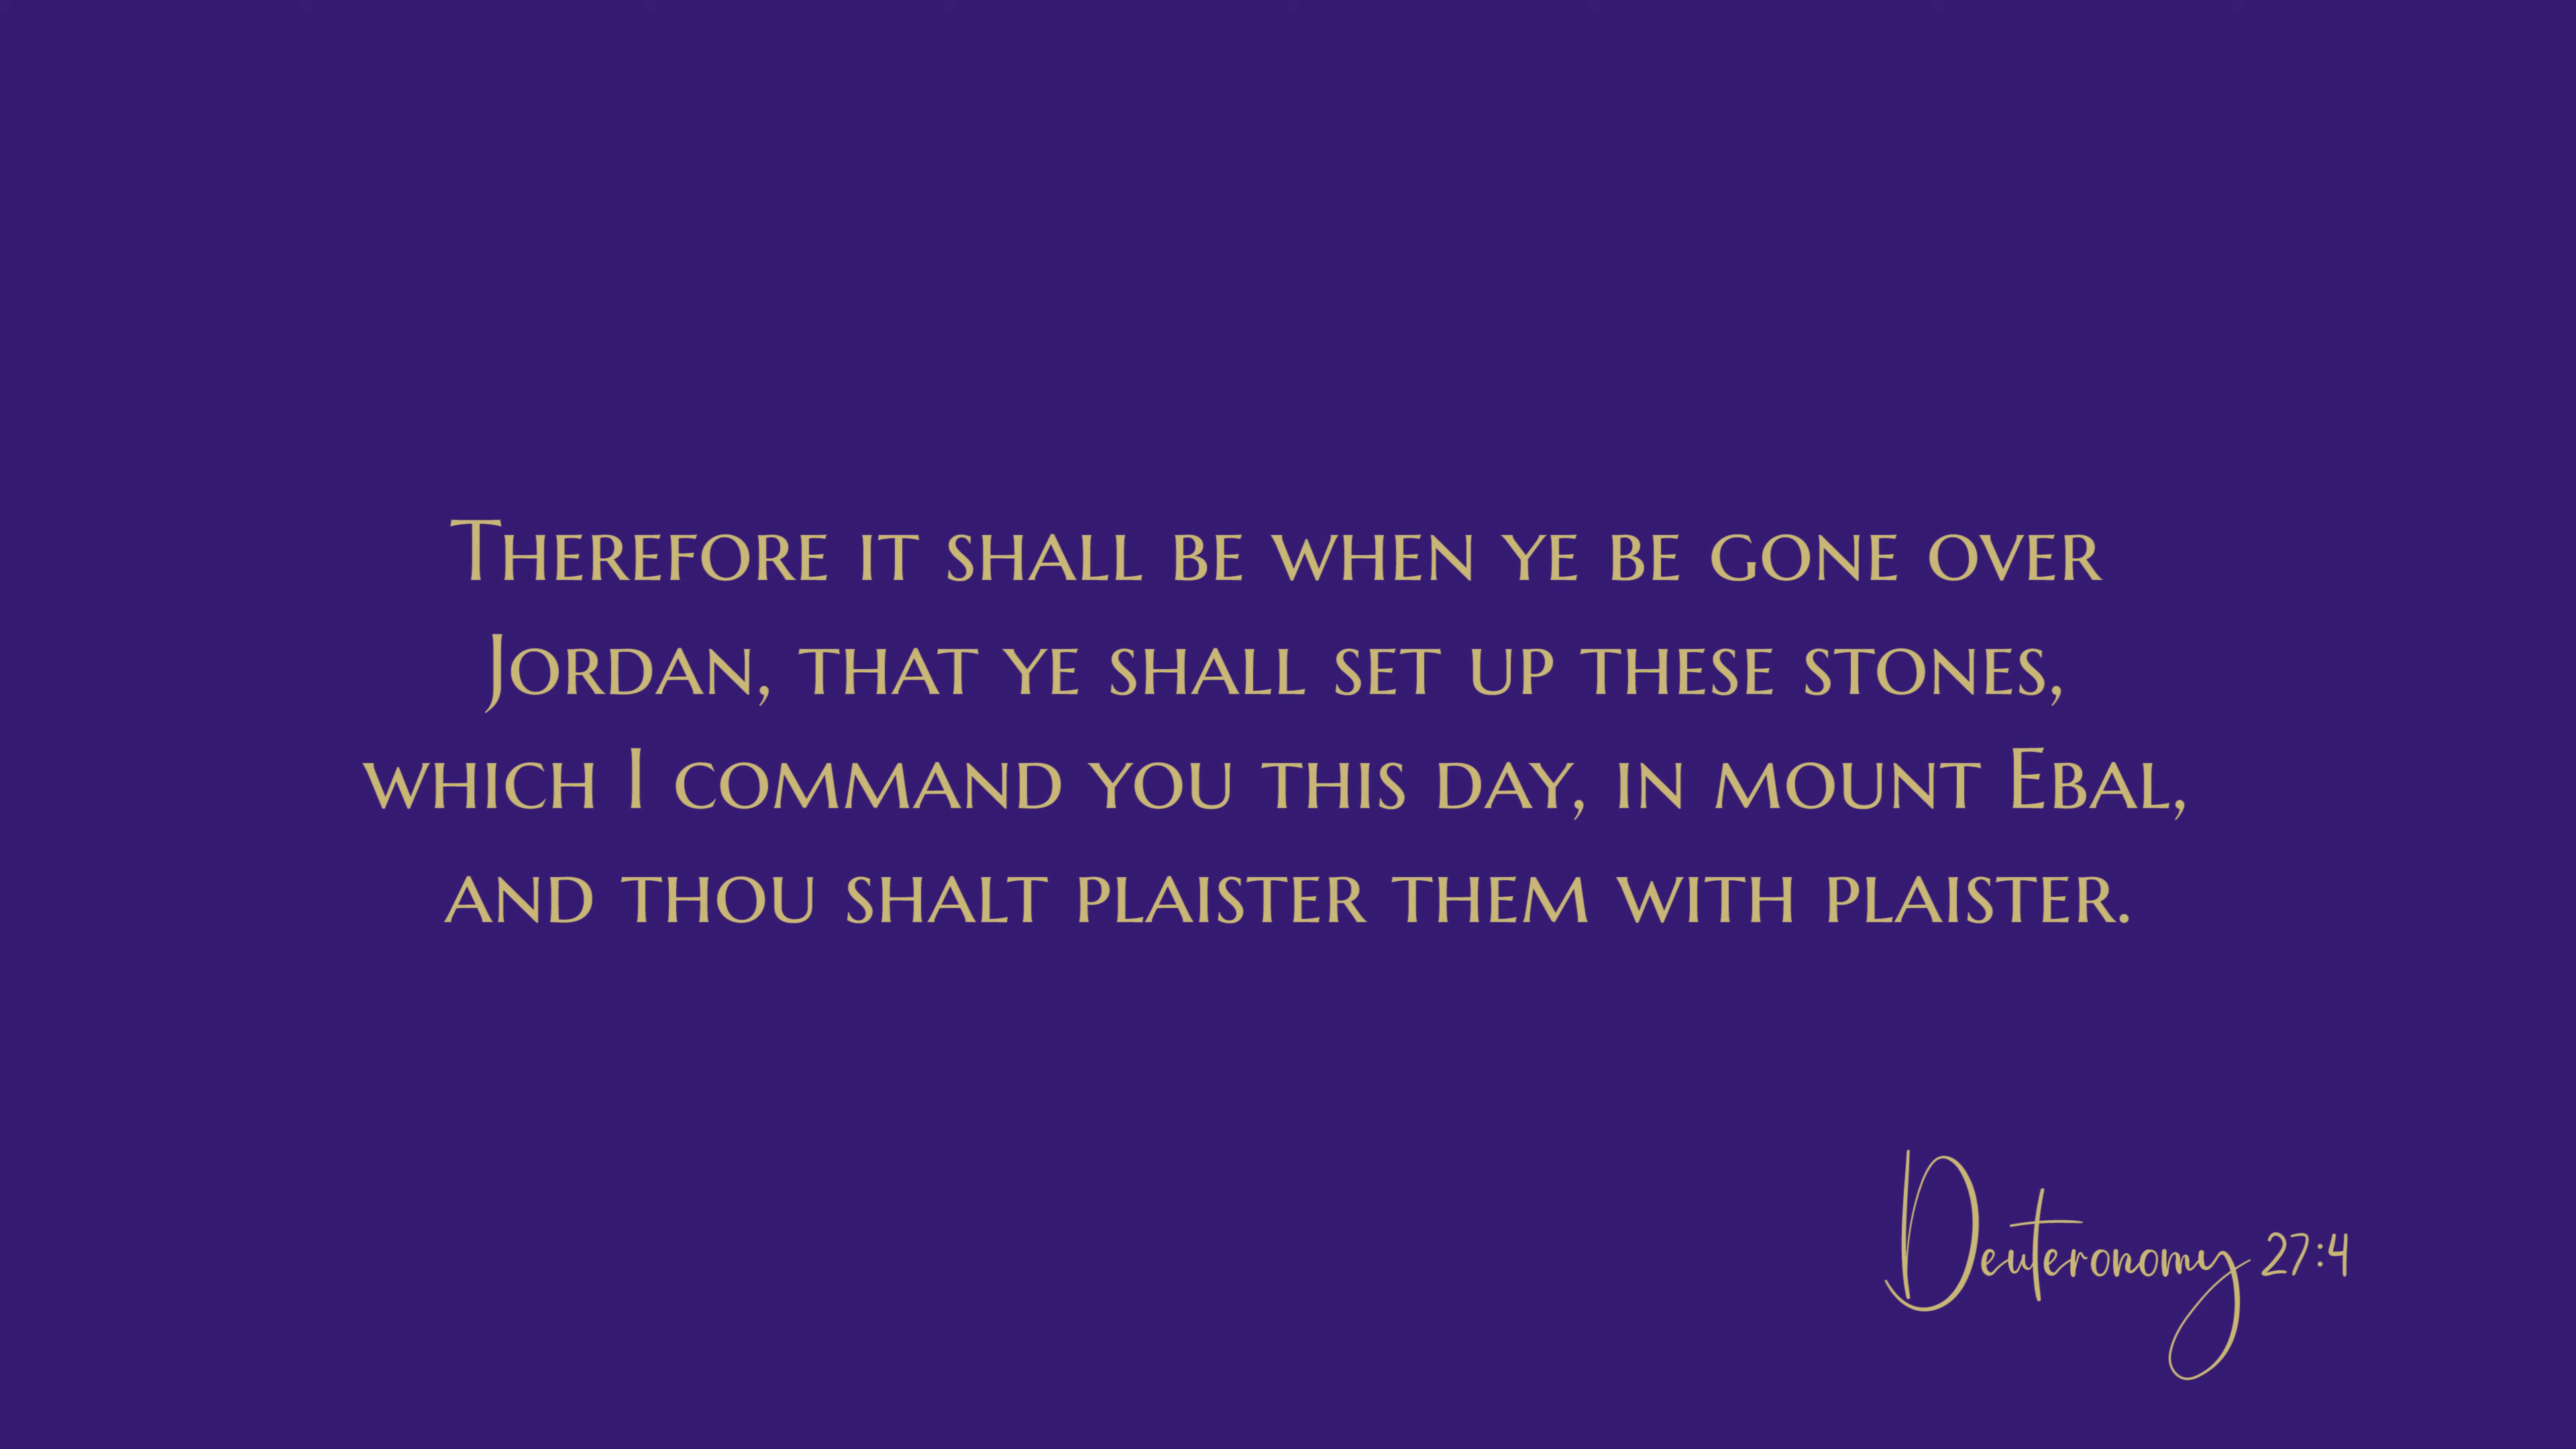 Therefore it shall be when ye be gone over
Jordan, that ye shall set up these stones,
which I command you this day, in mount Ebal,
and thou shalt plaister them with plaister.
Deuteronomy 27:4